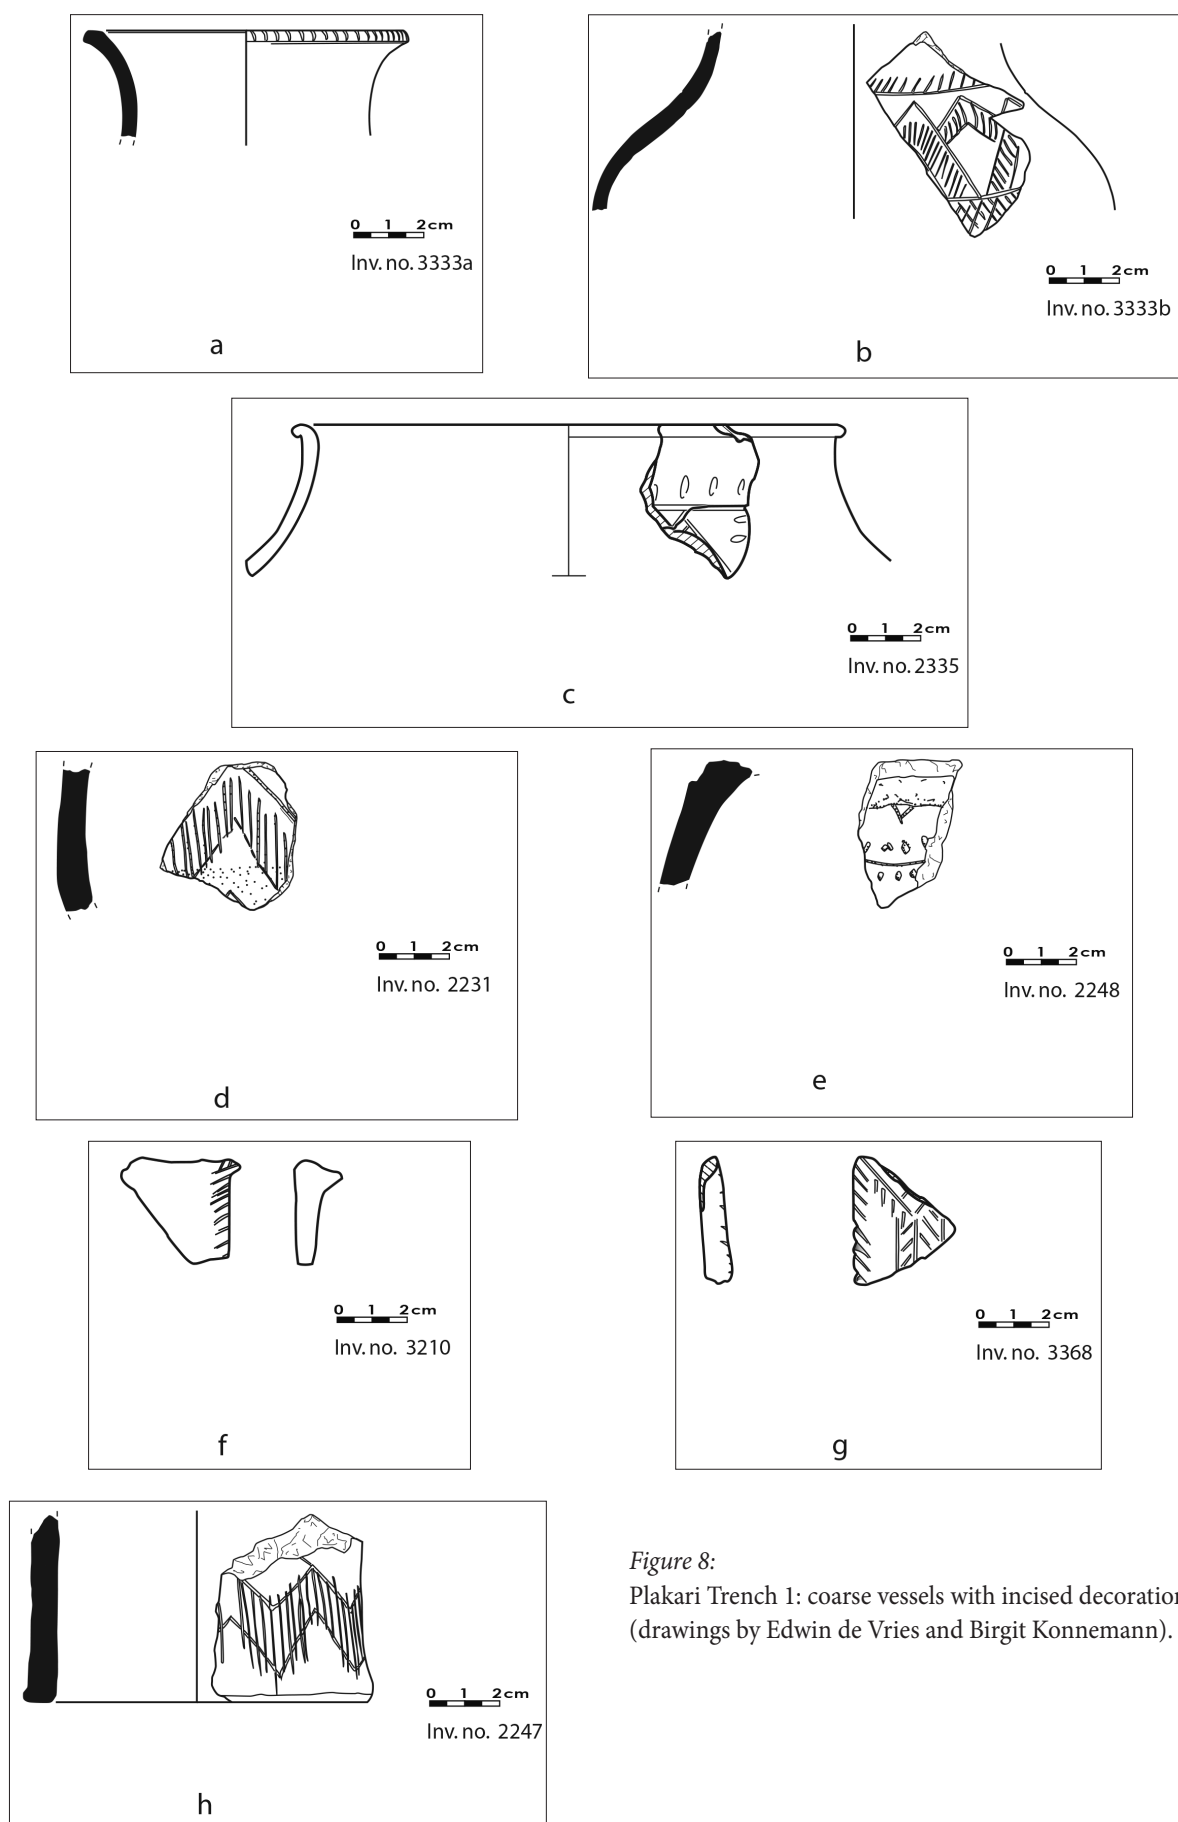 0 1 2cm
Inv. no. 3333a
a
0 1 2cm
Inv. no. 3333b
b
0 1 2cm
Inv. no. 2335
c
0 1 2cm
Inv. no. 2231
d
0 1 2cm
Inv. no. 2248
e
0 1 2cm
Inv. no. 3210
f
0 1 2cm
Inv. no. 3368
g
0 1 2cm
Inv. no. 2247
h
Figure 8:
Plakari Trench 1: coarse vessels with incised decoration
(drawings by Edwin de Vries and Birgit Konnemann).